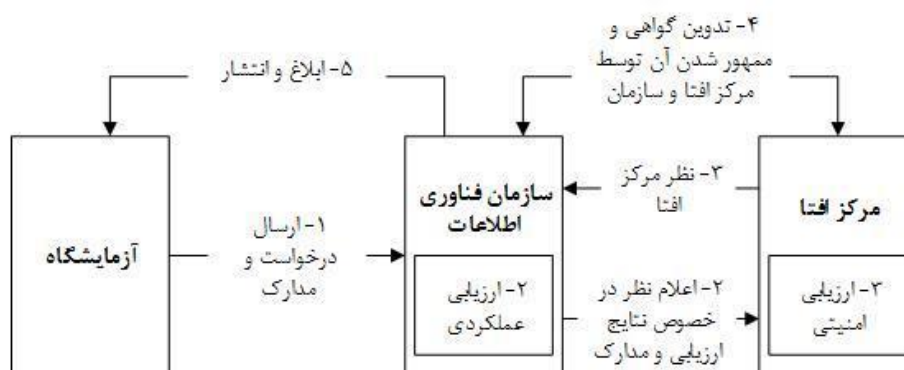 ۴- تدوین گواهی و
ممهور شدن آن توسط
مرکز افتا و سازمان
۵- ابلاغ و انتشار
مرکز افتا
۳- ارزیابی
امنیتی
۳- نظر مرکز
افتا
۲- اعلام نظر در
خصوص نتایج
ارزیابی و مدارک
سازمان فناوری
اطلاعات
۲- ارزیابی
عملکردی
۱- ارسال
درخواست و
مدارک
آزمایشگاه